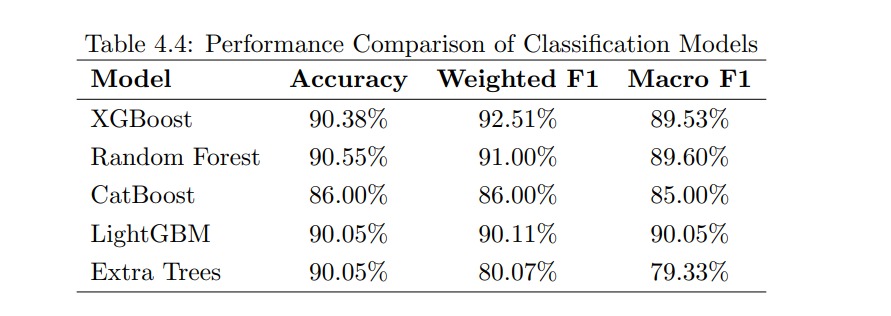 Table 4.4: Performance Comparison of Classification Models
Model Accuracy Weighted F1 Macro F1
XGBoost 90.38% 92.51% 89.53%
Random Forest 90.55% 91.00% 89.60%
CatBoost 86.00% 86.00% 85.00%
LightGBM 90.05% 90.11% 90.05%
Extra Trees 90.05% 80.07% 79.33%